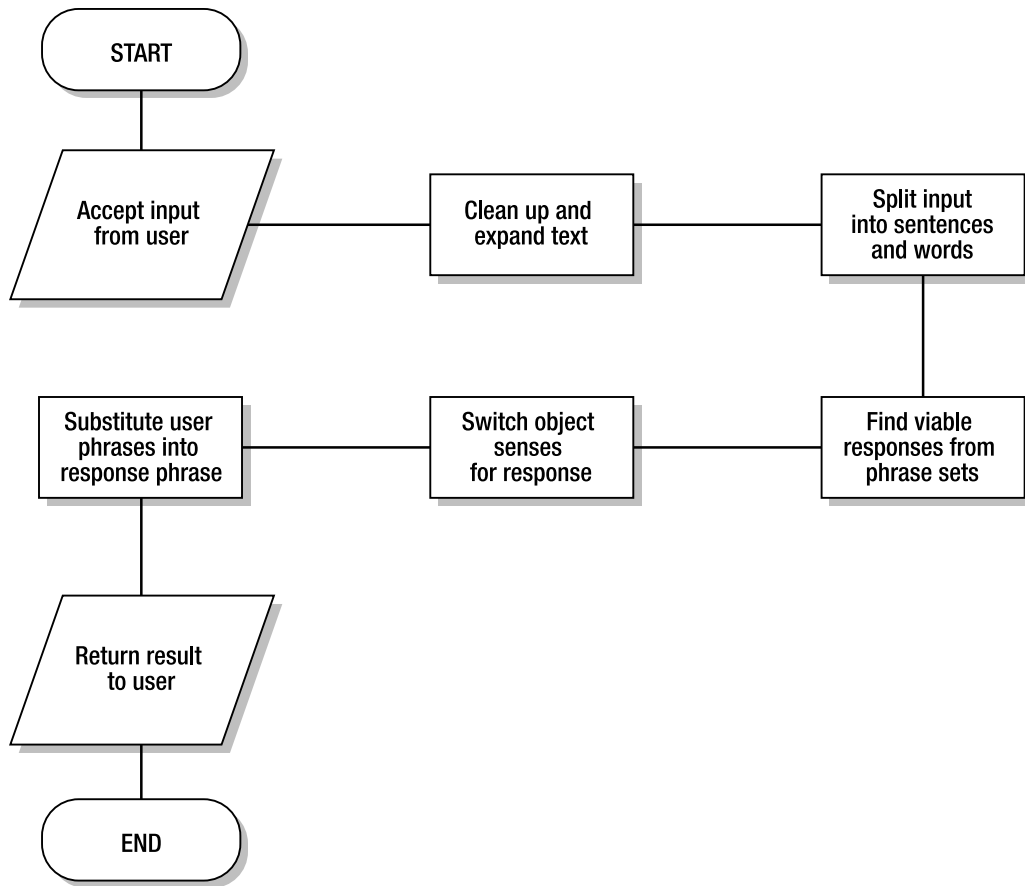 START
Accept input
from user
Clean up and
expand text
Split input
into sentences
and words
Find viable
responses from
phrase sets
Switch object
senses
for response
Substitute user
phrases into
response phrase
Return result
to user
END